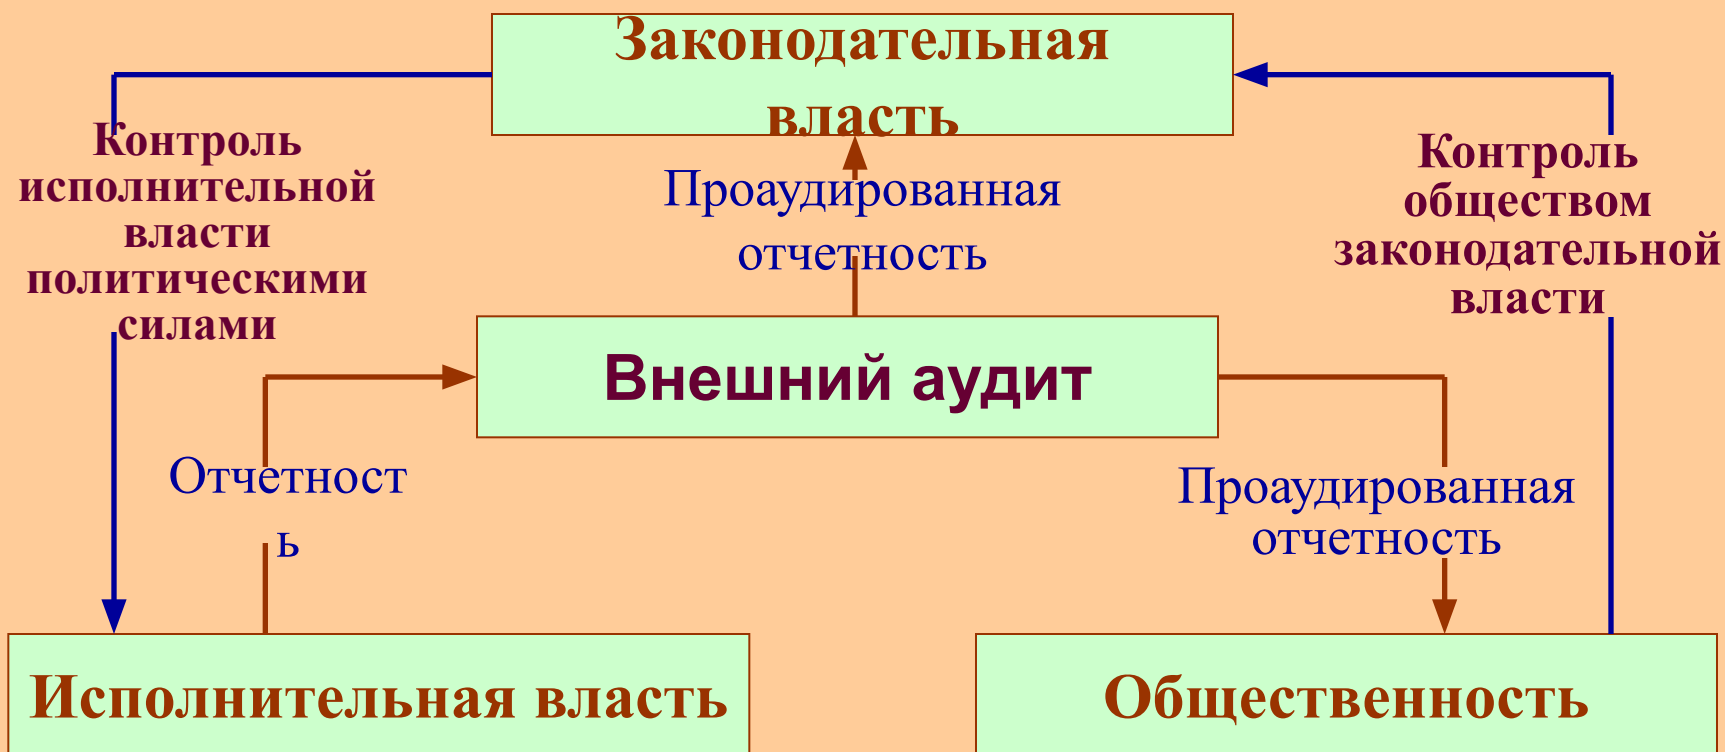 Законодательная
власть
Контроль
исполнительной
власти
политическими
силами
Проаудированная
отчетность
Контроль
обществом
законодательной
власти
Внешний аудит
Отчетност
ь
Проаудированная
отчетность
Исполнительная власть
Общественность